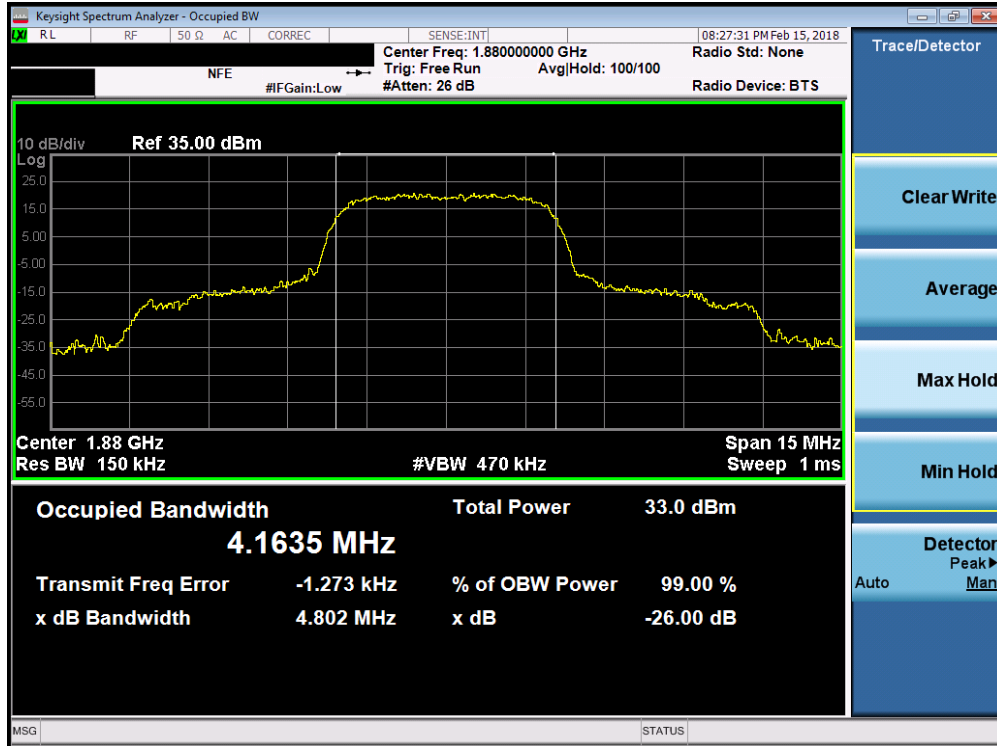 Keysight Spectrum Analyzer - Occupied BW
LXI RL RF 50 Ω AC CORREC SENSE:INT 08:27:31 PM Feb 15, 2018
Center Freq: 1.880000000 GHz Radio Std: None
NFE Trig: Free Run Avg|Hold: 100/100
#IFGain:Low #Atten: 26 dB Radio Device: BTS
10 dB/div Ref 35.00 dBm
Log
25.0
15.0
5.00
-5.00
-15.0
-25.0
-35.0
-45.0
-55.0
Center 1.88 GHz Span 15 MHz
Res BW 150 kHz #VBW 470 kHz Sweep 1 ms
Occupied Bandwidth Total Power 33.0 dBm
4.1635 MHz
Transmit Freq Error -1.273 kHz % of OBW Power 99.00 %
x dB Bandwidth 4.802 MHz x dB -26.00 dB
MSG STATUS
Trace/Detector
Clear Write
Average
Max Hold
Min Hold
Detector
Peak▶
Auto Man